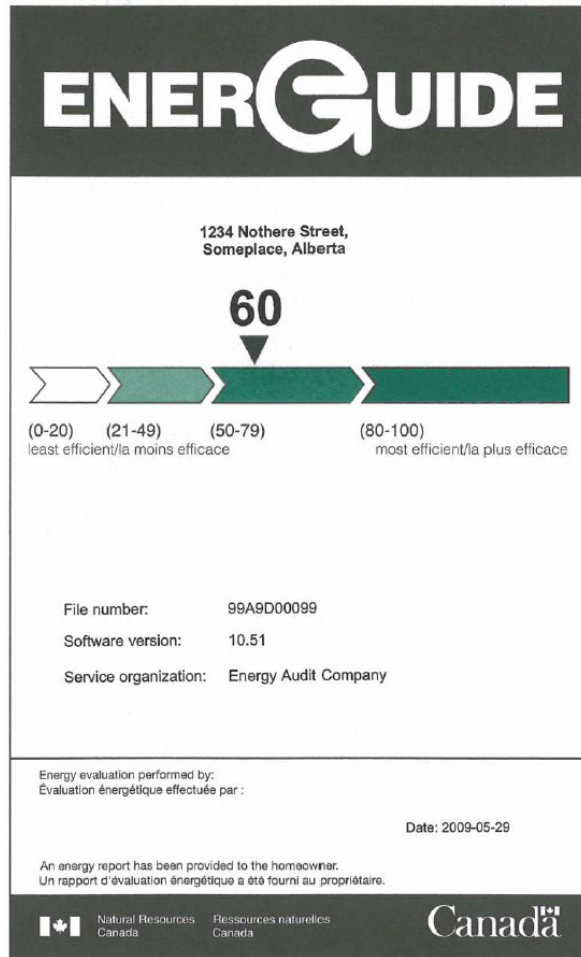 ENERGUIDE
1234 Nothere Street,
Someplace, Alberta
60
(0-20) (21-49) (50-79) (80-100)
least efficient/la moins efficace most efficient/la plus efficace
File number: 99A9D00099
Software version: 10.51
Service organization: Energy Audit Company
Energy evaluation performed by:
Évaluation énergétique effectuée par :
Date: 2009-05-29
An energy report has been provided to the homeowner.
Un rapport d'évaluation énergétique a été fourni au propriétaire.
Natural Resources Ressources naturelles
Canada Canada
Canada